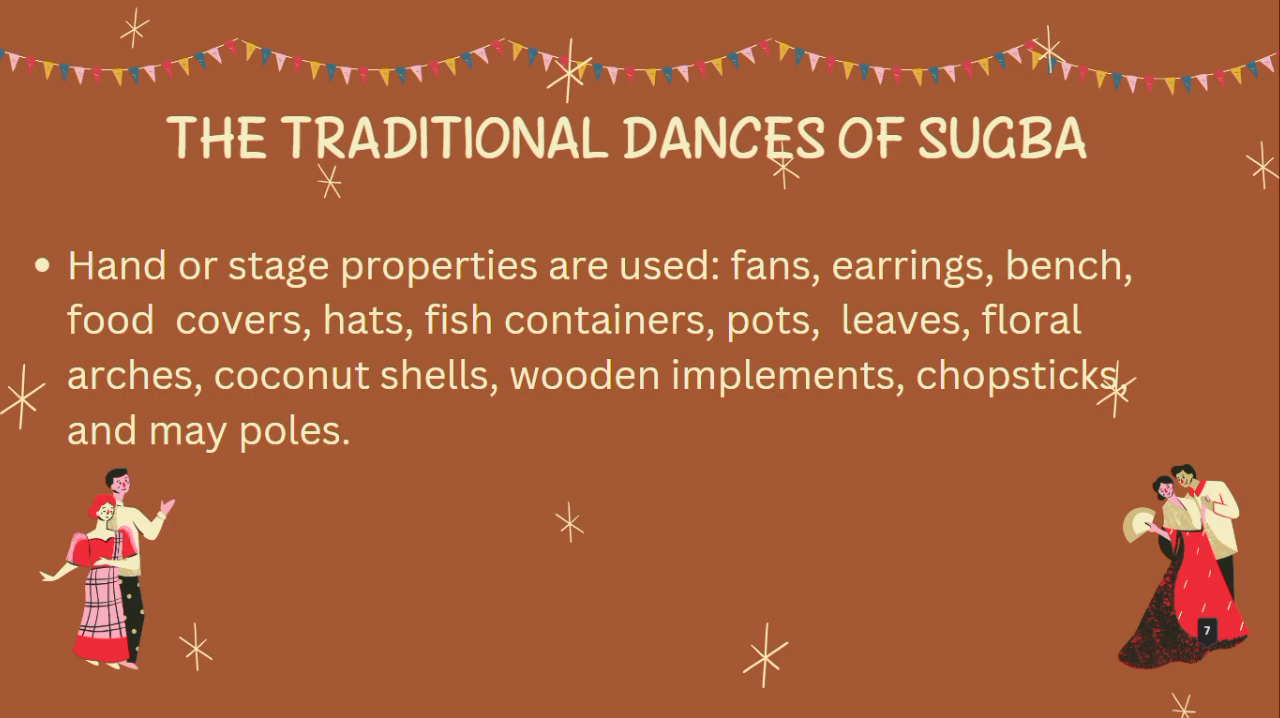 THE TRADITIONAL DANCES OF SUGBA
• Hand or stage properties are used: fans, earrings, bench,
food  covers, hats, fish containers, pots,  leaves, floral
arches, coconut shells, wooden implements, chopsticks,
and may poles.
7